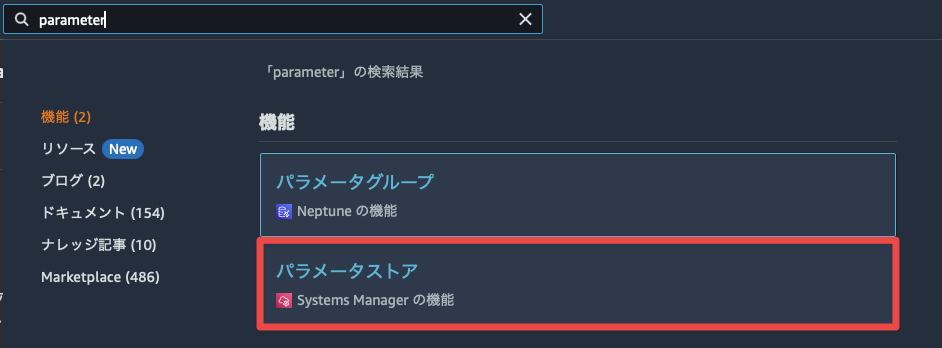 parameter
「parameter」の検索結果
機能 (2)
リソース New
ブログ (2)
ドキュメント (154)
ナレッジ記事 (10)
Marketplace (486)
機能
パラメータグループ
Neptune の機能
パラメータストア
Systems Manager の機能